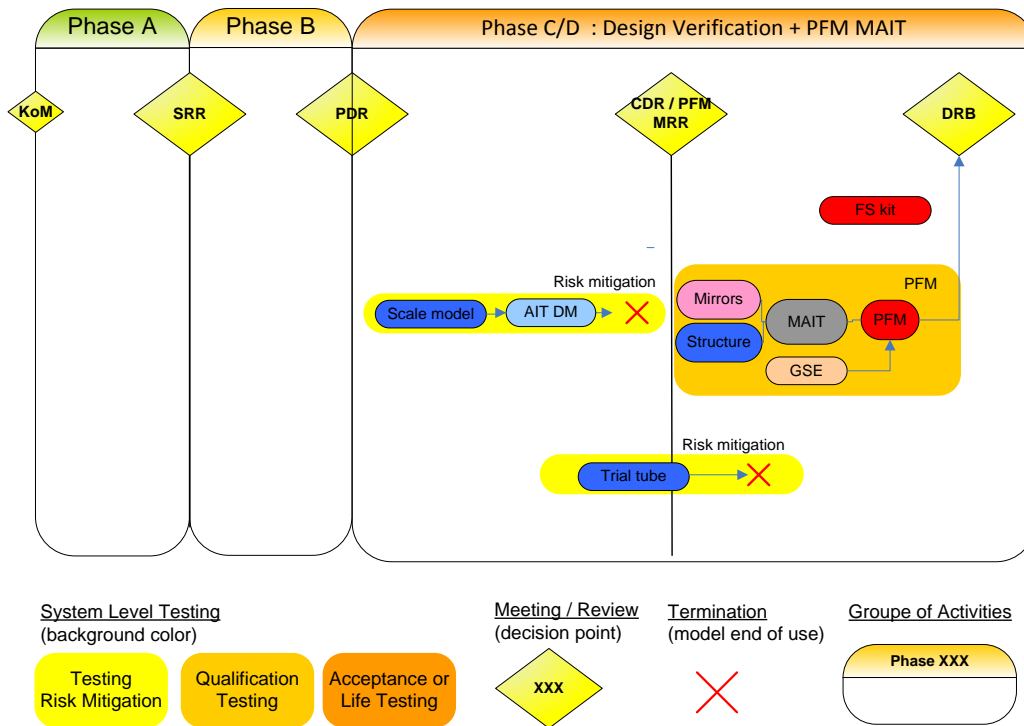 Phase A
Phase B
Phase C/D : Design Verification + PFM MAIT
KoM
SRR
PDR
CDR / PFM
MRR
DRB
FS kit
–
Risk mitigation
Scale model
AIT DM
PFM
Mirrors
Structure
MAIT
PFM
GSE
Risk mitigation
Trial tube
System Level Testing
(background color)
Testing
Risk Mitigation
Qualification
Testing
Acceptance or
Life Testing
Meeting / Review
(decision point)
XXX
Termination
(model end of use)
Groupe of Activities
Phase XXX